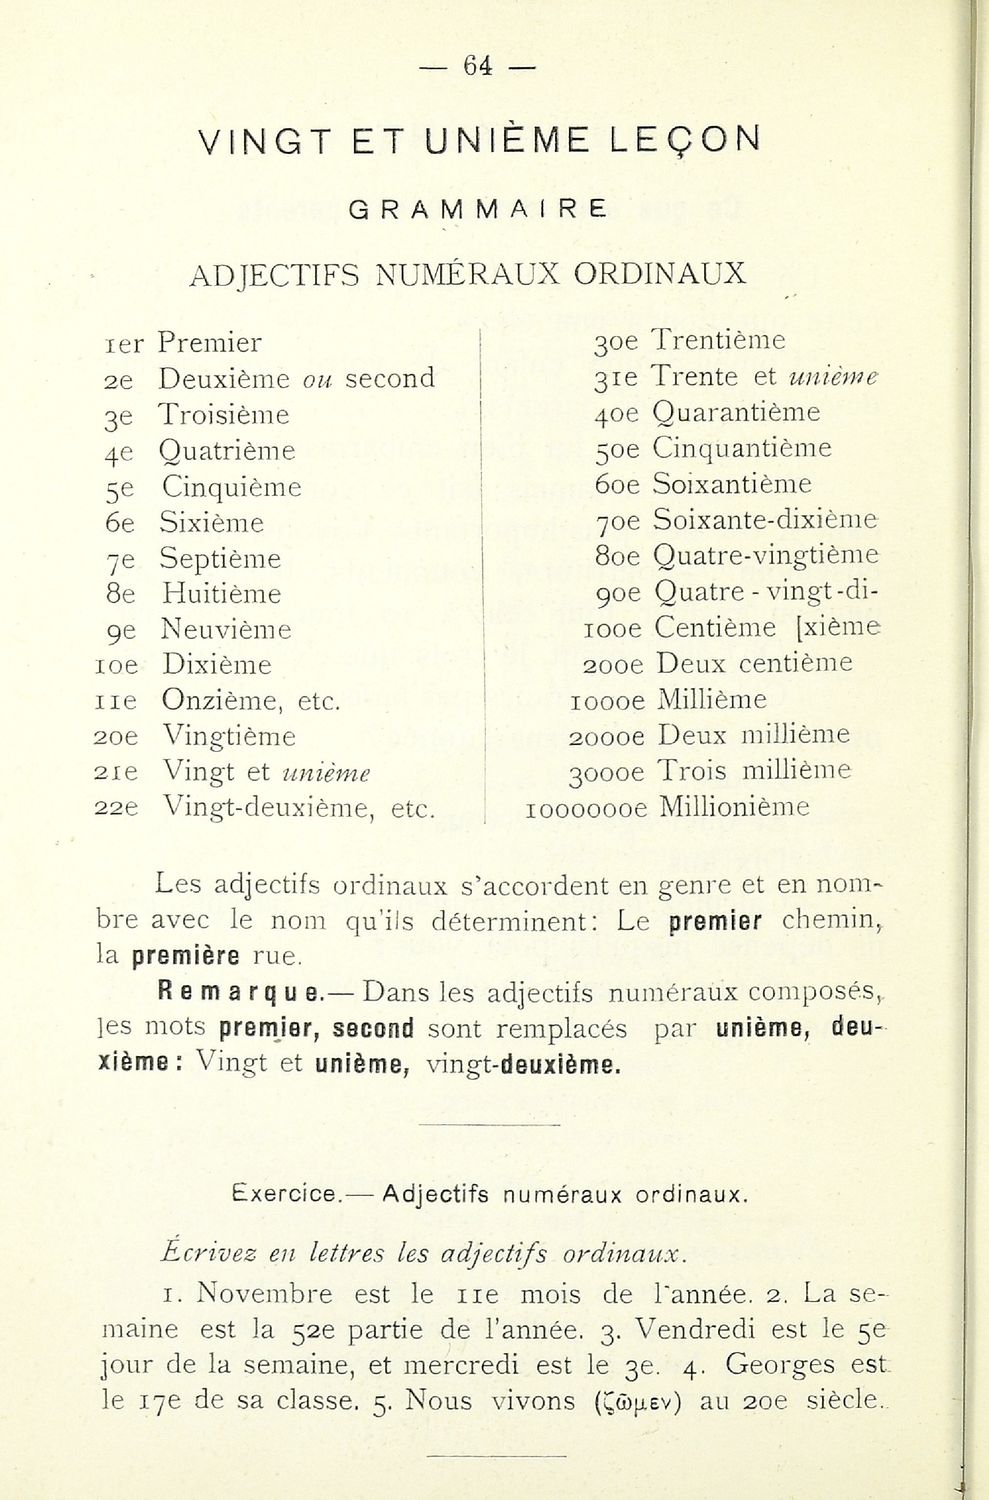 — 64 —
VINGT ET UNIÈME LEÇON
GRAMMAIRE
ADJECTIFS NUMÉRAUX ORDINAUX
1er Premier
2e Deuxième ou second
3e Troisième
4e Quatrième
5e Cinquième
6e Sixième
7e Septième
8e Huitième
9e Neuvième
10e Dixième
11e Onzième, etc.
20e Vingtième
21e Vingt et unième
22e Vingt-deuxième, etc.
30e Trentième
31e Trente et unième
40e Quarantième
50e Cinquantième
60e Soixantième
70e Soixante-dixième
80e Quatre-vingtième
90e Quatre-vingt-di-
100e Centième [xième
200e Deux centième
1000e Millième
2000e Deux millième
3000e Trois millième
1000000e Millionième
Les adjectifs ordinaux s'accordent en genre et en nom-
bre avec le nom qu'ils déterminent: Le premier chemin,
la première rue.
Remarque.— Dans les adjectifs numéraux composés,
les mots premier, second sont remplacés par unième, deu-
xième : Vingt et unième, vingt-deuxième.
Exercice.— Adjectifs numéraux ordinaux.
Écrivez en lettres les adjectifs ordinaux.
1. Novembre est le 11e mois de l'année. 2. La se-
maine est la 52e partie de l'année. 3. Vendredi est le 5e
jour de la semaine, et mercredi est le 3e. 4. Georges est
le 17e de sa classe. 5. Nous vivons (ζῶμεν) au 20e siècle.